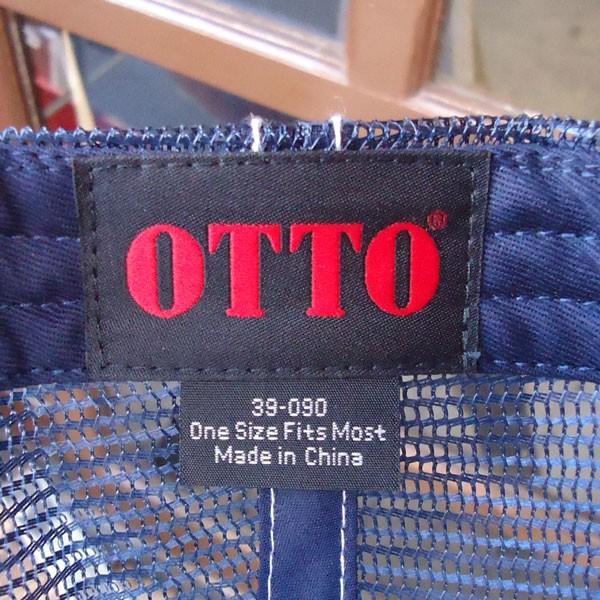 OTTO®
39-090
One Size Fits Most
Made in China